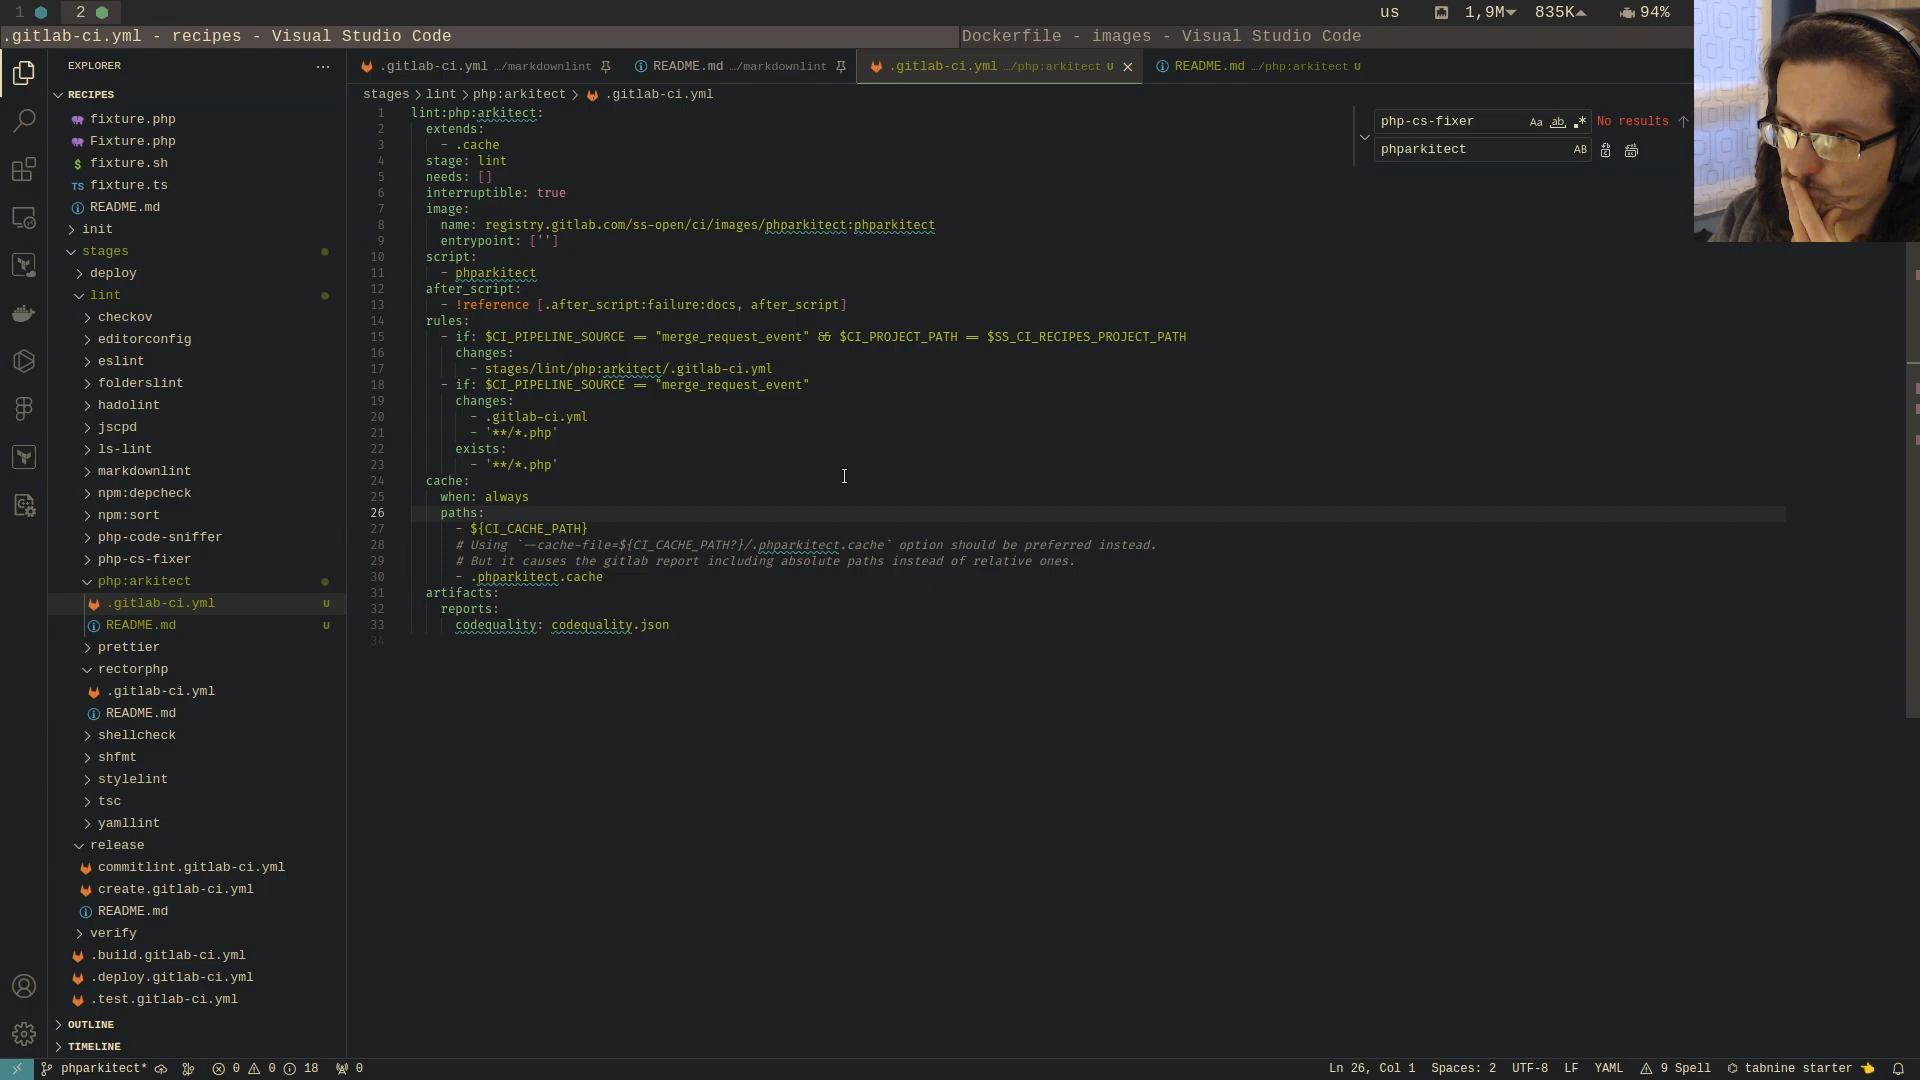 1 2 us 1,9M 835K 94%
.gitlab-ci.yml - recipes - Visual Studio Code
Dockerfile - images - Visual Studio Code
EXPLORER ...
RECIPES
fixture.php
Fixture.php
fixture.sh
TS fixture.ts
README.md
init
stages
deploy
lint
checkov
editorconfig
eslint
folderslint
hadolint
jscpd
ls-lint
markdownlint
npm:depcheck
npm:sort
php-code-sniffer
php-cs-fixer
php:arkitect
.gitlab-ci.yml U
README.md U
prettier
rectorphp
.gitlab-ci.yml
README.md
shellcheck
shfmt
stylelint
tsc
yamllint
release
commitlint.gitlab-ci.yml
create.gitlab-ci.yml
README.md
verify
.build.gitlab-ci.yml
.deploy.gitlab-ci.yml
.test.gitlab-ci.yml
OUTLINE
TIMELINE
.gitlab-ci.yml …/markdownlint
README.md …/markdownlint
.gitlab-ci.yml …/php:arkitect U
README.md …/php:arkitect U
stages > lint > php:arkitect > .gitlab-ci.yml
php-cs-fixer Aa ab .* No results
phparkitect AB
1 lint:php:arkitect:
2 extends:
3 - .cache
4 stage: lint
5 needs: []
6 interruptible: true
7 image:
8 name: registry.gitlab.com/ss-open/ci/images/phparkitect:phparkitect
9 entrypoint: ['']
10 script:
11 - phparkitect
12 after_script:
13 - !reference [.after_script:failure:docs, after_script]
14 rules:
15 - if: $CI_PIPELINE_SOURCE == "merge_request_event" && $CI_PROJECT_PATH == $SS_CI_RECIPES_PROJECT_PATH
16 changes:
17 - stages/lint/php:arkitect/.gitlab-ci.yml
18 - if: $CI_PIPELINE_SOURCE == "merge_request_event"
19 changes:
20 - .gitlab-ci.yml
21 - '**/*.php'
22 exists:
23 - '**/*.php'
24 cache:
25 when: always
26 paths:
27 - ${CI_CACHE_PATH}
28 # Using `--cache-file=${CI_CACHE_PATH?}/.phparkitect.cache` option should be preferred instead.
29 # But it causes the gitlab report including absolute paths instead of relative ones.
30 - .phparkitect.cache
31 artifacts:
32 reports:
33 codequality: codequality.json
34
phparkitect* 0 0 18 0
Ln 26, Col 1 Spaces: 2 UTF-8 LF YAML 9 Spell tabnine starter